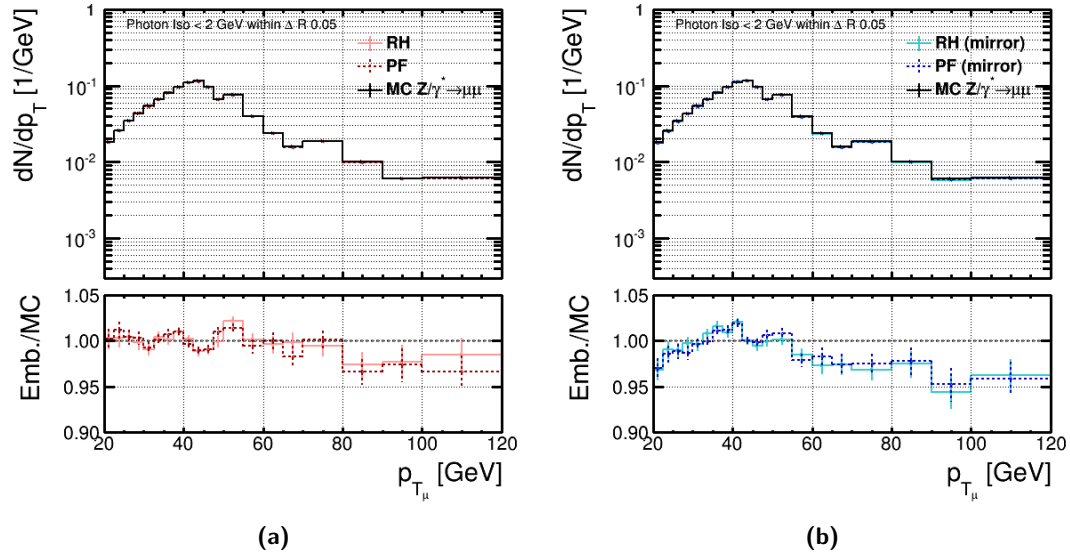 Photon Iso < 2 GeV within Δ R 0.05
RH
PF
MC Z/γ* →μμ
dN/dp_T [1/GeV]
1
10⁻¹
10⁻²
10⁻³
Emb./MC
1.05
1.00
0.95
0.90
20 40 60 80 100 120
p_Tμ [GeV]
(a)
Photon Iso < 2 GeV within Δ R 0.05
RH (mirror)
PF (mirror)
MC Z/γ* →μμ
dN/dp_T [1/GeV]
1
10⁻¹
10⁻²
10⁻³
Emb./MC
1.05
1.00
0.95
0.90
20 40 60 80 100 120
p_Tμ [GeV]
(b)